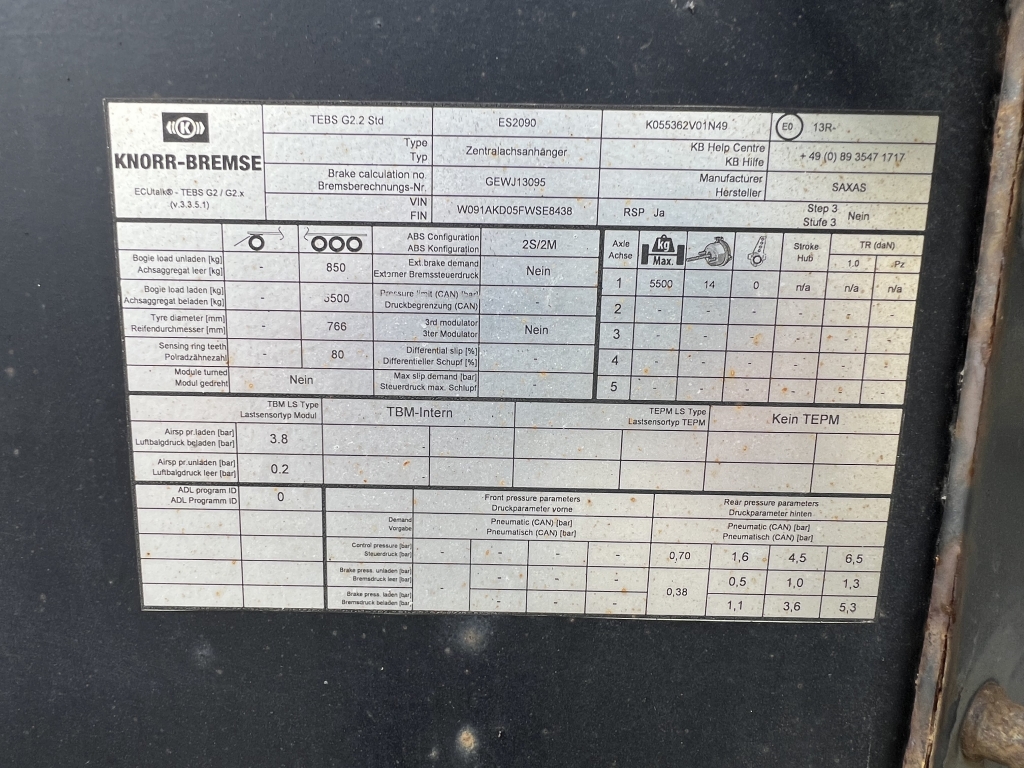 KNORR-BREMSE
ECUtalk® - TEBS G2 / G2.x
(v.3.3.5.1)
TEBS G2.2 Std
ES2090
K055362V01N49
E0
13R-
Type
Typ
Zentralachsanhänger
KB Help Centre
KB Hilfe
+ 49 (0) 89 3547 1717
Brake calculation no.
Bremsberechnungs-Nr.
GEWJ13095
Manufacturer
Hersteller
SAXAS
VIN
FIN
W091AKD05FWSE8438
RSP Ja
Step 3
Stufe 3
Nein
ABS Configuration
ABS Konfiguration
2S/2M
Bogie load unladen [kg]
Achsaggregat leer [kg]
-
850
Ext.brake demand
Externer Bremssteuerdruck
Nein
Bogie load laden [kg]
Achsaggregat beladen [kg]
-
5500
Pressure limit (CAN) [bar]
Druckbegrenzung (CAN)
-
Tyre diameter [mm]
Reifendurchmesser [mm]
-
766
3rd modulator
3ter Modulator
Nein
Sensing ring teeth
Polradzähnezahl
-
80
Differential slip [%]
Differentieller Schupf [%]
-
Module turned
Modul gedreht
Nein
Max slip demand [bar]
Steuerdruck max. Schlupf
-
Axle
Achse
kg
Max.
Stroke
Hub
TR (daN)
1.0
Pz
1 5500 14 0 n/a n/a n/a
2 - - - - - -
3 - - - - - -
4 - - - - - -
5 - - - - - -
TBM LS Type
Lastsensortyp Modul
TBM-Intern
TEPM LS Type
Lastsensortyp TEPM
Kein TEPM
Airsp pr.laden [bar]
Luftbalgdruck beladen [bar]
3.8
Airsp pr.unladen [bar]
Luftbalgdruck leer [bar]
0.2
ADL program ID
ADL Programm ID
0
Front pressure parameters
Druckparameter vorne
Rear pressure parameters
Druckparameter hinten
Demand
Vorgabe
Pneumatic (CAN) [bar]
Pneumatisch (CAN) [bar]
Pneumatic (CAN) [bar]
Pneumatisch (CAN) [bar]
Control pressure [bar]
Steuerdruck [bar]
- - - - 0,70 1,6 4,5 6,5
Brake press. unladen [bar]
Bremsdruck leer [bar]
- - - - 0,38 0,5 1,0 1,3
Brake press. laden [bar]
Bremsdruck beladen [bar]
- - - 1,1 3,6 5,3